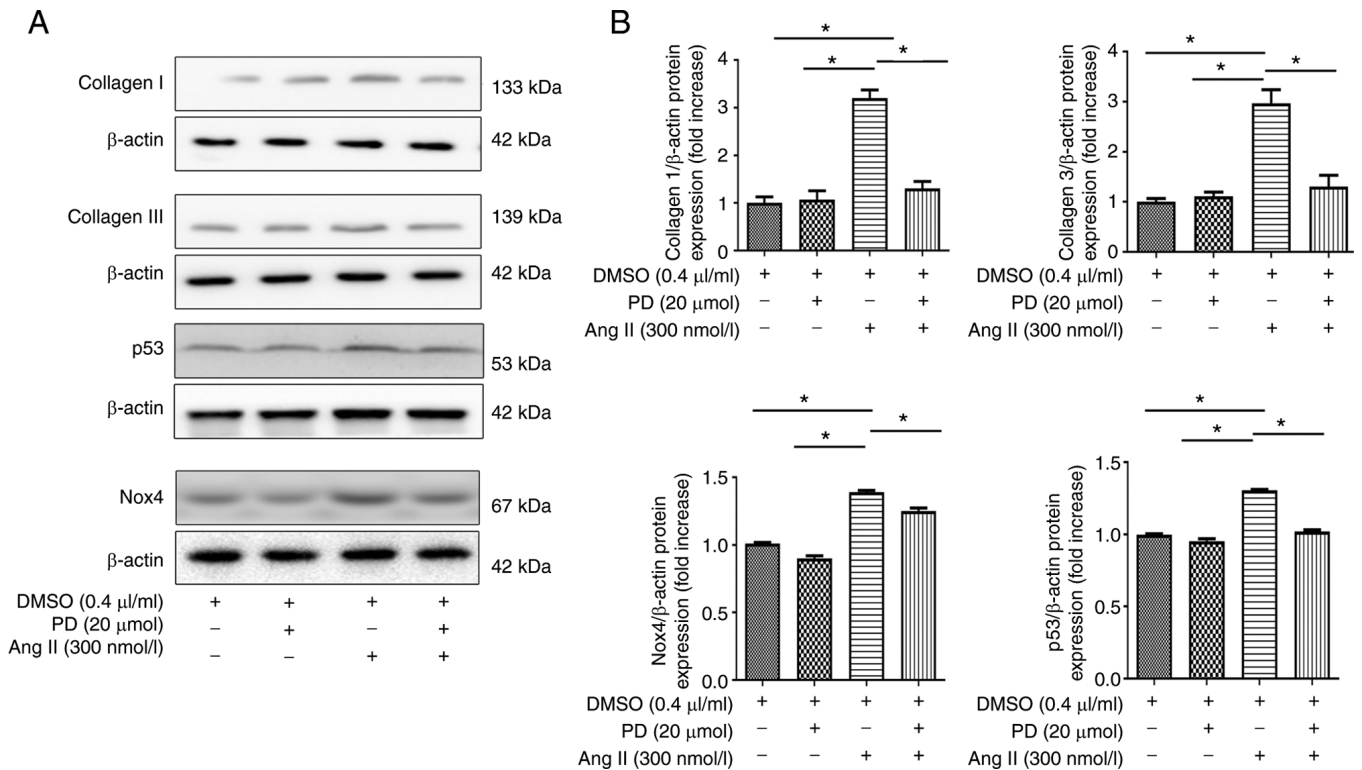 A
Collagen I
133 kDa
β-actin
42 kDa
Collagen III
139 kDa
β-actin
42 kDa
p53
53 kDa
β-actin
42 kDa
Nox4
67 kDa
β-actin
42 kDa
DMSO (0.4 μl/ml) + + + +
PD (20 μmol) – + – +
Ang II (300 nmol/l) – – + +
B
* * *
Collagen 1/β-actin protein
expression (fold increase)
4
3
2
1
0
DMSO (0.4 μl/ml) + + + +
PD (20 μmol) – + – +
Ang II (300 nmol/l) – – + +
* * *
Collagen 3/β-actin protein
expression (fold increase)
4
3
2
1
0
DMSO (0.4 μl/ml) + + + +
PD (20 μmol) – + – +
Ang II (300 nmol/l) – – + +
* * *
Nox4/β-actin protein
expression (fold increase)
1.5
1.0
0.5
0.0
DMSO (0.4 μl/ml) + + + +
PD (20 μmol) – + – +
Ang II (300 nmol/l) – – + +
* * *
p53/β-actin protein
expression (fold increase)
1.5
1.0
0.5
0.0
DMSO (0.4 μl/ml) + + + +
PD (20 μmol) – + – +
Ang II (300 nmol/l) – – + +